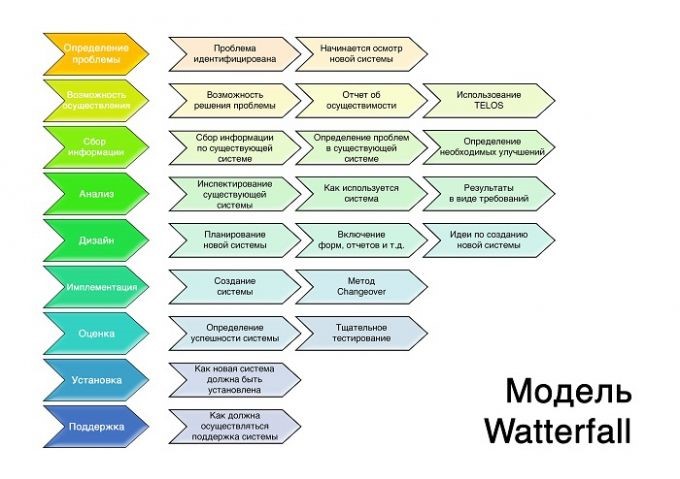 Определение
проблемы
Проблема
идентифицирована
Начинается осмотр
новой системы
Возможность
осуществления
Возможность
решения проблемы
Отчет об
осуществимости
Использование
TELOS
Сбор
информации
Сбор информации
по существующей
системе
Определение проблем
в существующей
системе
Определение
необходимых улучшений
Анализ
Инспектирование
существующей
системы
Как используется
система
Результаты
в виде требований
Дизайн
Планирование
новой системы
Включение
форм, отчетов и т.д.
Идеи по созданию
новой системы
Имплементация
Создание
системы
Метод
Changeover
Оценка
Определение
успешности системы
Тщательное
тестирование
Установка
Как новая система
должна быть
установлена
Поддержка
Как должна
осуществляться
поддержка системы
Модель
Watterfall